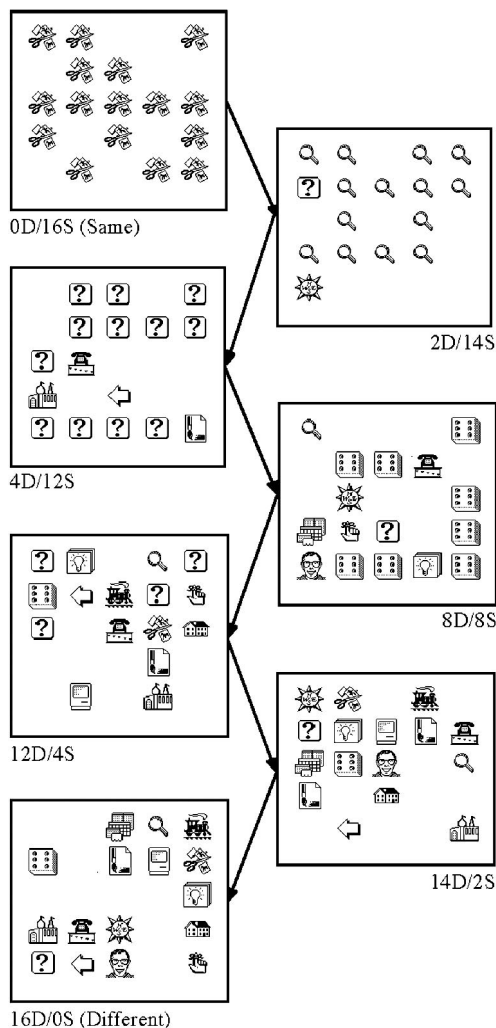 0D/16S (Same)
2D/14S
4D/12S
8D/8S
12D/4S
14D/2S
16D/0S (Different)